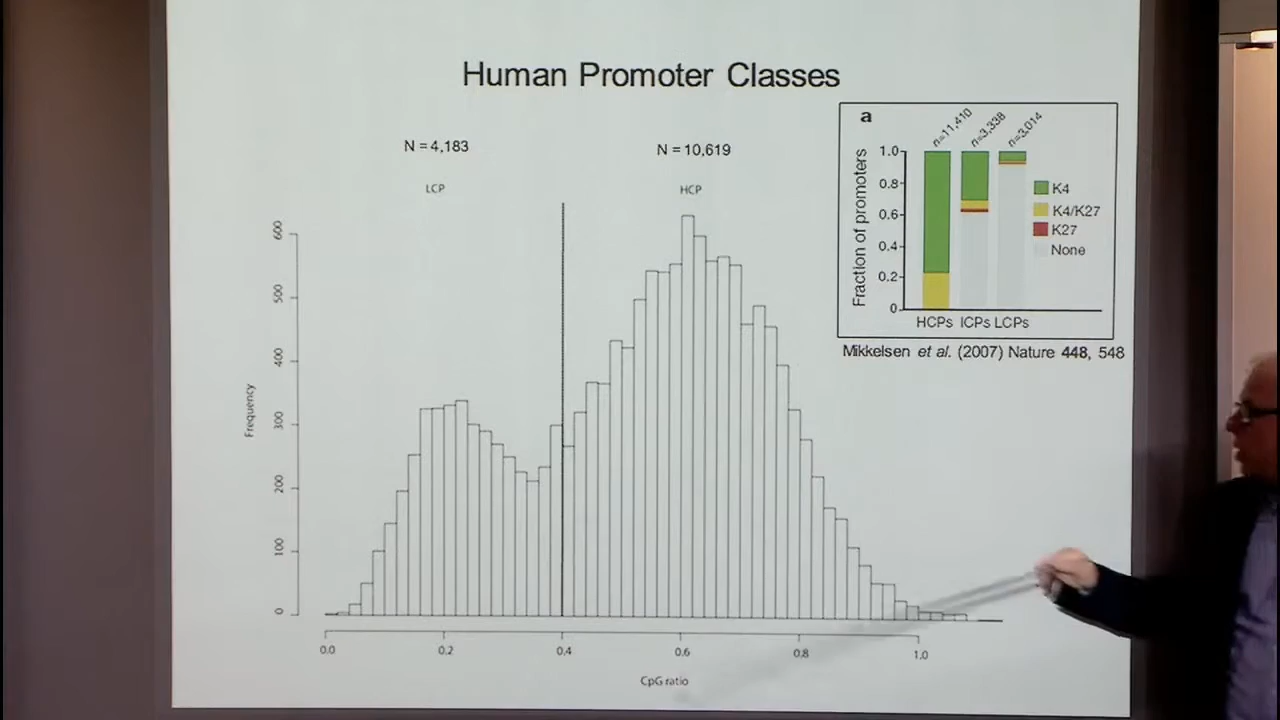 Human Promoter Classes
N = 4,183
N = 10,619
LCP
HCP
Frequency
600
500
400
300
200
100
0
0.0
0.2
0.4
0.6
0.8
1.0
CpG ratio
a
n=11,410
n=3,338
n=3,014
Fraction of promoters
1.0
0.8
0.6
0.4
0.2
0
K4
K4/K27
K27
None
HCPs ICPs LCPs
Mikkelsen et al. (2007) Nature 448, 548